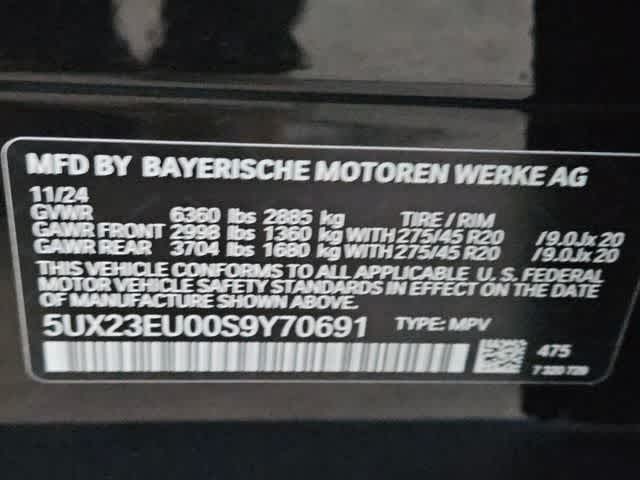 MFD BY BAYERISCHE MOTOREN WERKE AG
11/24
GVWR 6360 lbs 2885 kg TIRE / RIM
GAWR FRONT 2998 lbs 1360 kg WITH 275/45 R20 /9.0Jx20
GAWR REAR 3704 lbs 1680 kg WITH 275/45 R20 /9.0Jx20
THIS VEHICLE CONFORMS TO ALL APPLICABLE U. S. FEDERAL
MOTOR VEHICLE SAFETY STANDARDS IN EFFECT ON THE DATE
OF MANUFACTURE SHOWN ABOVE.
5UX23EU00S9Y70691 TYPE: MPV
475
7 320 729